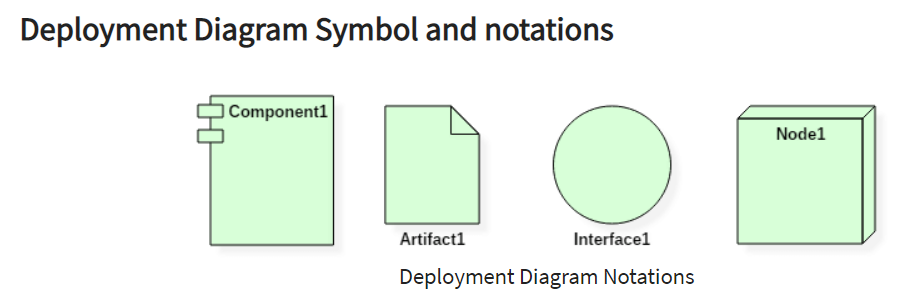 Deployment Diagram Symbol and notations
Component1
Node1
Artifact1
Interface1
Deployment Diagram Notations